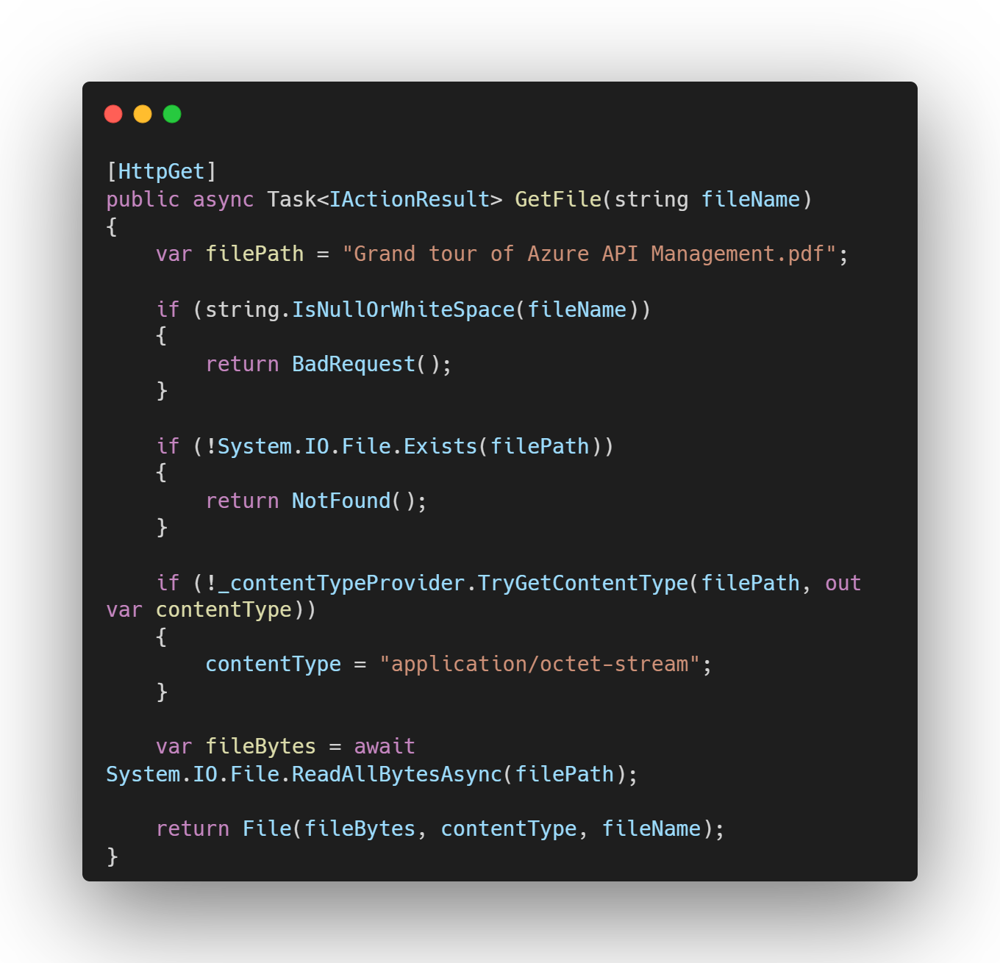 [HttpGet]
public async Task<IActionResult> GetFile(string fileName)
{
    var filePath = "Grand tour of Azure API Management.pdf";

    if (string.IsNullOrWhiteSpace(fileName))
    {
        return BadRequest();
    }

    if (!System.IO.File.Exists(filePath))
    {
        return NotFound();
    }

    if (!_contentTypeProvider.TryGetContentType(filePath, out
var contentType))
    {
        contentType = "application/octet-stream";
    }

    var fileBytes = await
System.IO.File.ReadAllBytesAsync(filePath);

    return File(fileBytes, contentType, fileName);
}